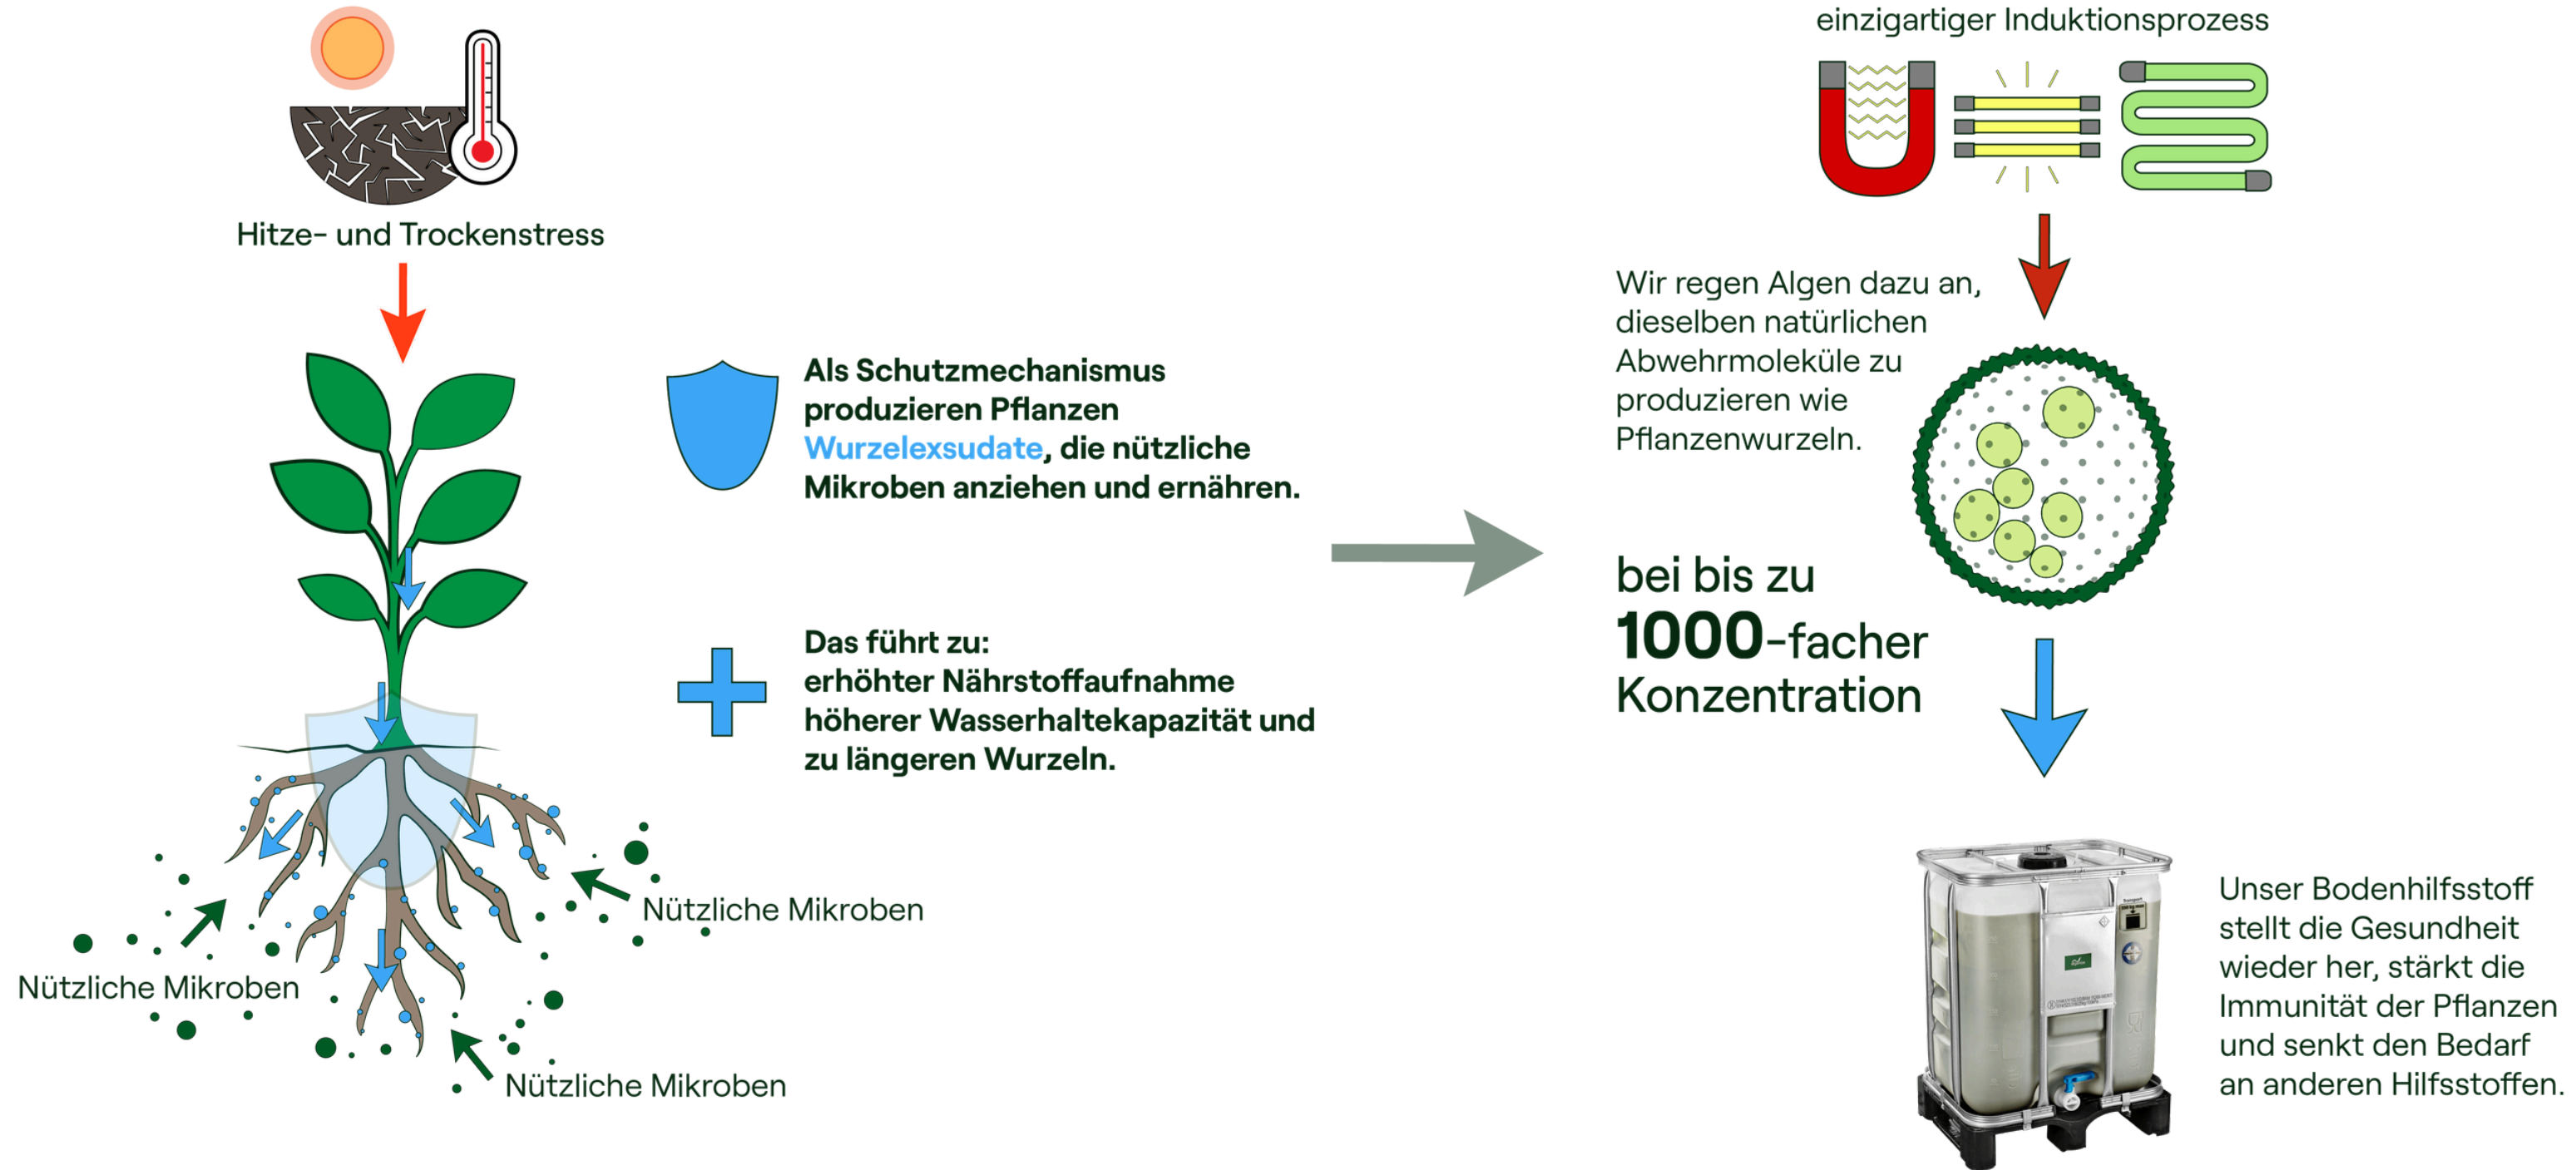 Hitze- und Trockenstress
Als Schutzmechanismus
produzieren Pflanzen
Wurzelexsudate, die nützliche
Mikroben anziehen und ernähren.
Das führt zu:
erhöhter Nährstoffaufnahme
höherer Wasserhaltekapazität und
zu längeren Wurzeln.
Nützliche Mikroben
Nützliche Mikroben
Nützliche Mikroben
einzigartiger Induktionsprozess
Wir regen Algen dazu an,
dieselben natürlichen
Abwehrmoleküle zu
produzieren wie
Pflanzenwurzeln.
bei bis zu
1000-facher
Konzentration
Unser Bodenhilfsstoff
stellt die Gesundheit
wieder her, stärkt die
Immunität der Pflanzen
und senkt den Bedarf
an anderen Hilfsstoffen.